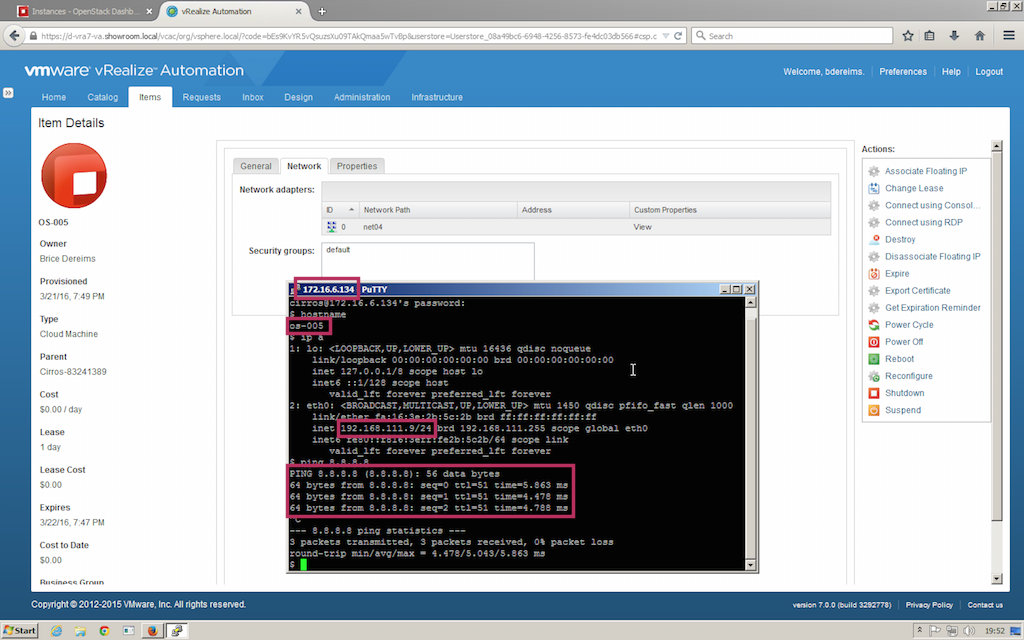 Instances - OpenStack Dashb...
vRealize Automation
https://d-vra7-va.showroom.local/vcac/org/vsphere.local/?code=
Search
vmware vRealize Automation
Welcome, bdereims.
Preferences
Help
Logout
Home
Catalog
Items
Requests
Inbox
Design
Administration
Infrastructure
Item Details
OS-005
Owner
Brice Dereims
Provisioned
3/21/16, 7:49 PM
Type
Cloud Machine
Parent
Cirros-83241389
Cost
$0.00 / day
Lease
1 day
Lease Cost
$0.00
Expires
3/22/16, 7:47 PM
Cost to Date
$0.00
Business Group
General
Network
Properties
Network adapters:
ID Network Path Address Custom Properties
0 net04 View
Security groups:
default
172.16.6.134 PuTTY
cirros@172.16.6.134's password:
$ hostname
os-005
$ ip a
1: lo: <LOOPBACK,UP,LOWER_UP> mtu 16436 qdisc noqueue
link/loopback 00:00:00:00:00:00 brd 00:00:00:00:00:00
inet 127.0.0.1/8 scope host lo
inet6 ::1/128 scope host
valid_lft forever preferred_lft forever
2: eth0: <BROADCAST,MULTICAST,UP,LOWER_UP> mtu 1450 qdisc pfifo_fast qlen 1000
link/ether fa:16:3e:2b:5c:2b brd ff:ff:ff:ff:ff:ff
inet 192.168.111.9/24 brd 192.168.111.255 scope global eth0
inet6 fe80::f816:3eff:fe2b:5c2b/64 scope link
valid_lft forever preferred_lft forever
$ ping 8.8.8.8
PING 8.8.8.8 (8.8.8.8): 56 data bytes
64 bytes from 8.8.8.8: seq=0 ttl=51 time=5.863 ms
64 bytes from 8.8.8.8: seq=1 ttl=51 time=4.478 ms
64 bytes from 8.8.8.8: seq=2 ttl=51 time=4.788 ms
^C
--- 8.8.8.8 ping statistics ---
3 packets transmitted, 3 packets received, 0% packet loss
round-trip min/avg/max = 4.478/5.043/5.863 ms
$
Actions:
Associate Floating IP
Change Lease
Connect using Consol...
Connect using RDP
Destroy
Disassociate Floating IP
Expire
Export Certificate
Get Expiration Reminder
Power Cycle
Power Off
Reboot
Reconfigure
Shutdown
Suspend
Copyright © 2012-2015 VMware, Inc. All rights reserved.
version 7.0.0 (build 3292778)
Privacy Policy
Contact us
Start
19:52